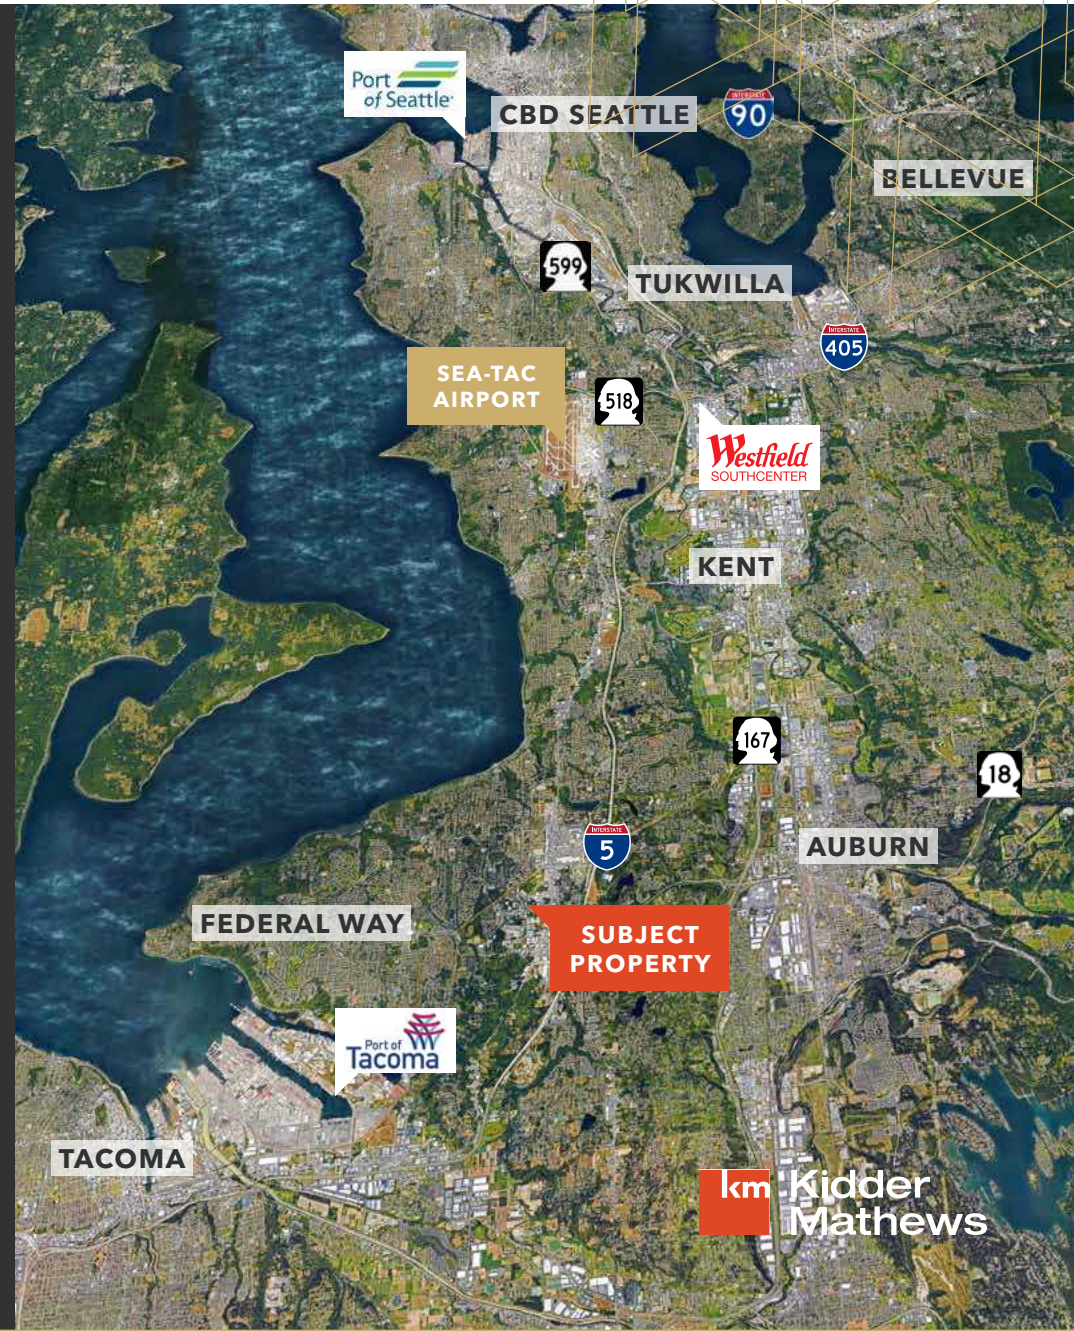 Port
of Seattle
CBD SEATTLE
INTERSTATE
90
BELLEVUE
599
TUKWILLA
INTERSTATE
405
SEA-TAC
AIRPORT
518
Westfield
SOUTHCENTER
KENT
167
18
INTERSTATE
5
AUBURN
FEDERAL WAY
SUBJECT
PROPERTY
Port of
Tacoma
TACOMA
km
Kidder
Mathews